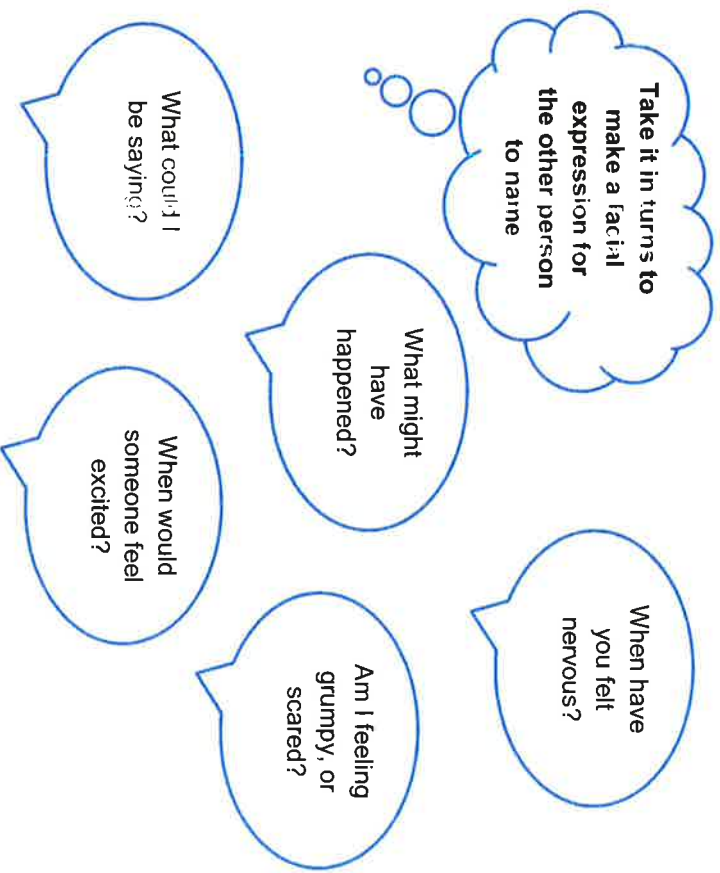 Take it in turns to
make a facial
expression for
the other person
to name
What could I
be saying?
What might
have
happened?
When would
someone feel
excited?
When have
you felt
nervous?
Am I feeling
grumpy, or
scared?